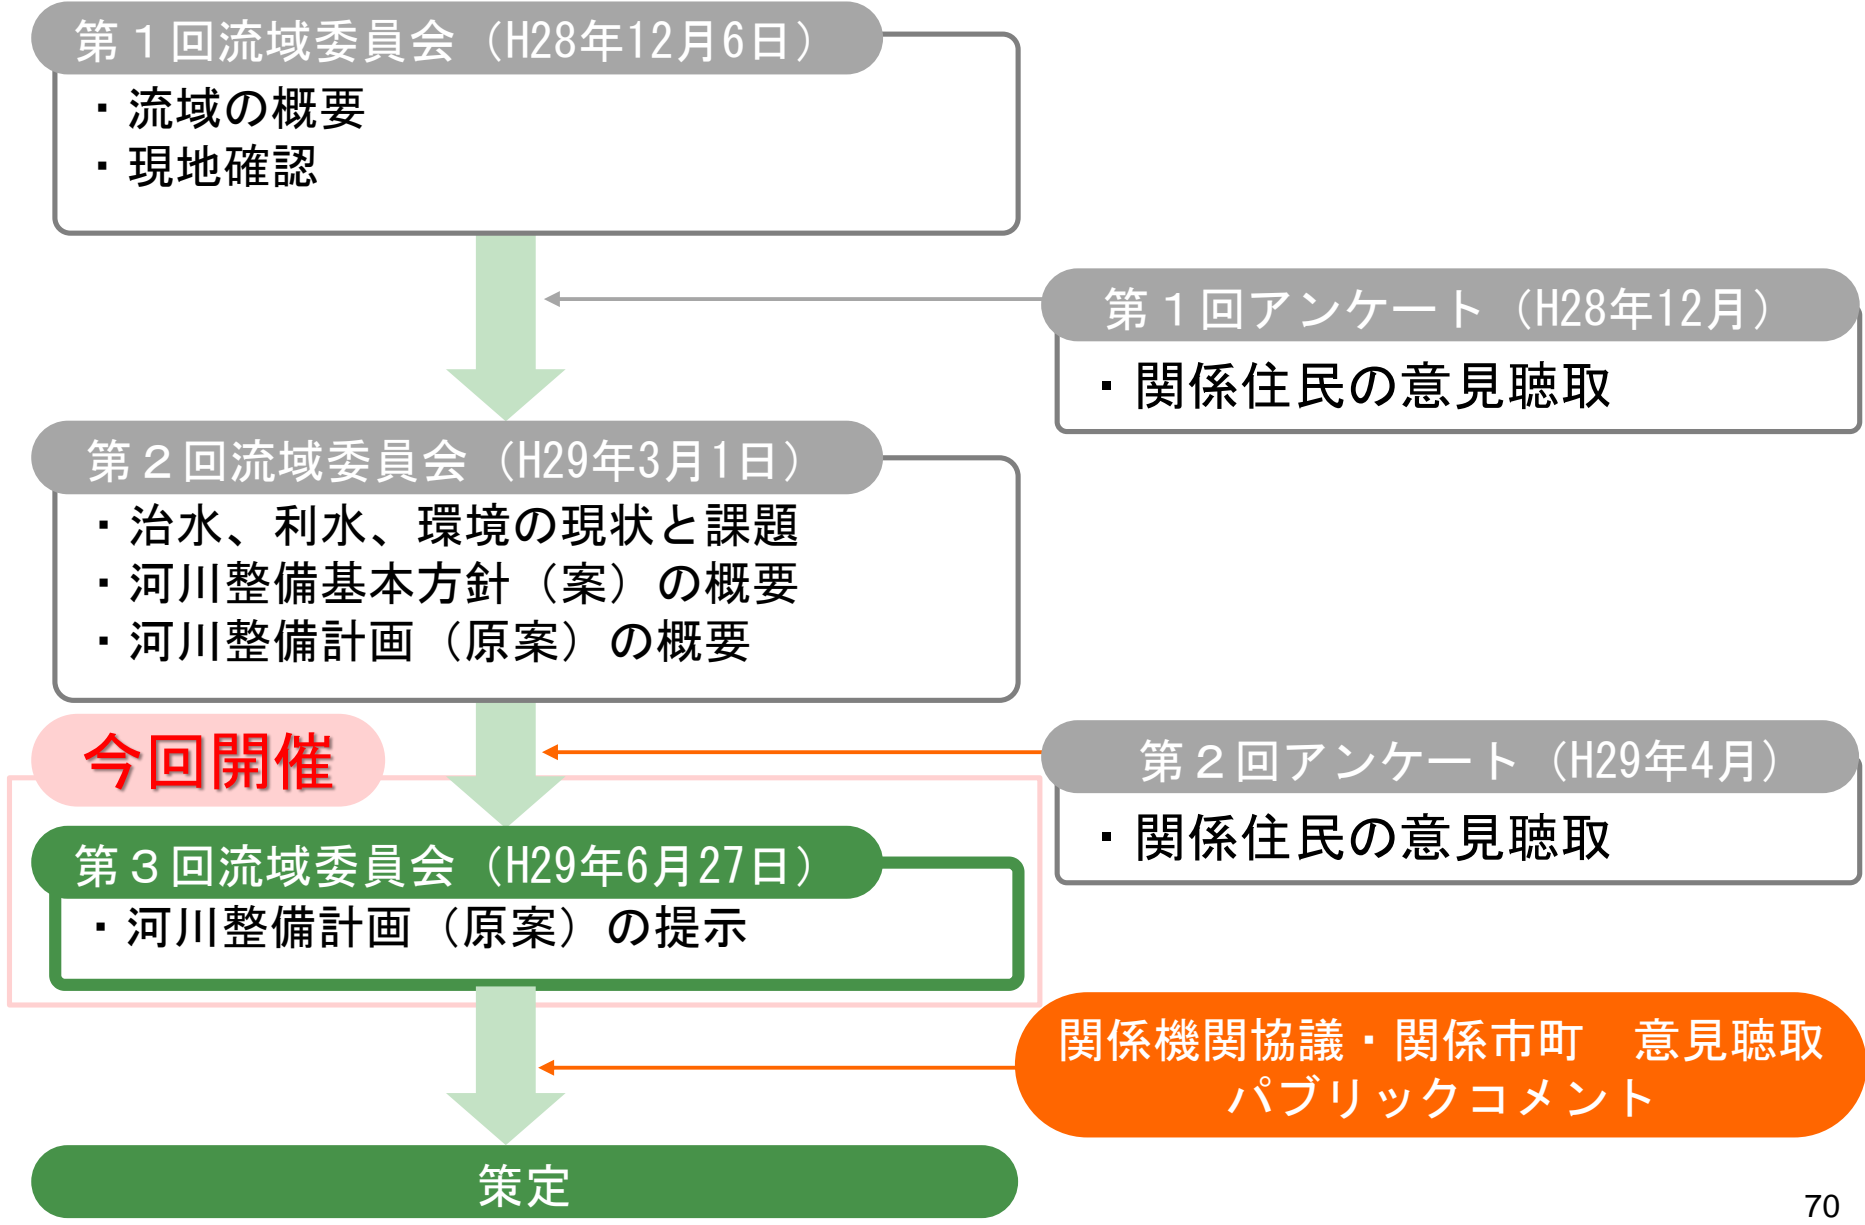 第１回流域委員会（H28年12月6日）
・流域の概要
・現地確認
第１回アンケート（H28年12月）
・関係住民の意見聴取
第２回流域委員会（H29年3月1日）
・治水、利水、環境の現状と課題
・河川整備基本方針（案）の概要
・河川整備計画（原案）の概要
今回開催
第２回アンケート（H29年4月）
・関係住民の意見聴取
第３回流域委員会（H29年6月27日）
・河川整備計画（原案）の提示
関係機関協議・関係市町　意見聴取
パブリックコメント
策定
70